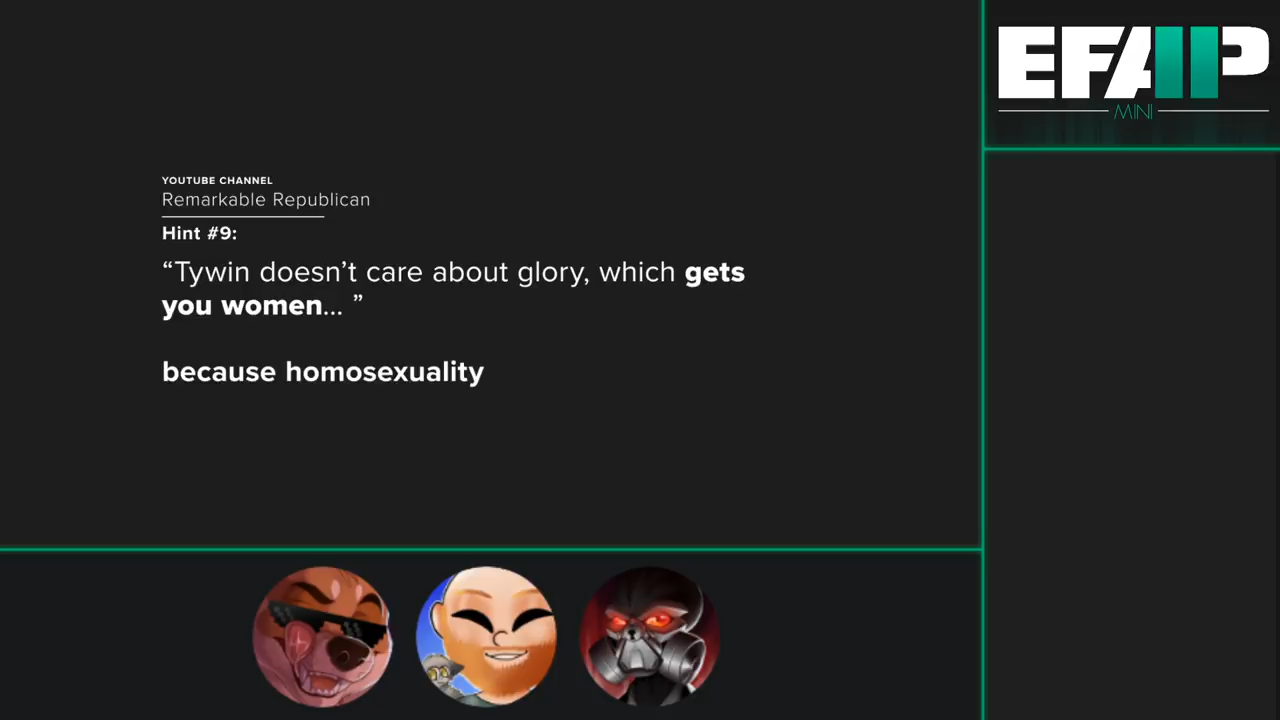 EFAP
MINI
YOUTUBE CHANNEL
Remarkable Republican
Hint #9:
“Tywin doesn’t care about glory, which gets
you women... ”
because homosexuality